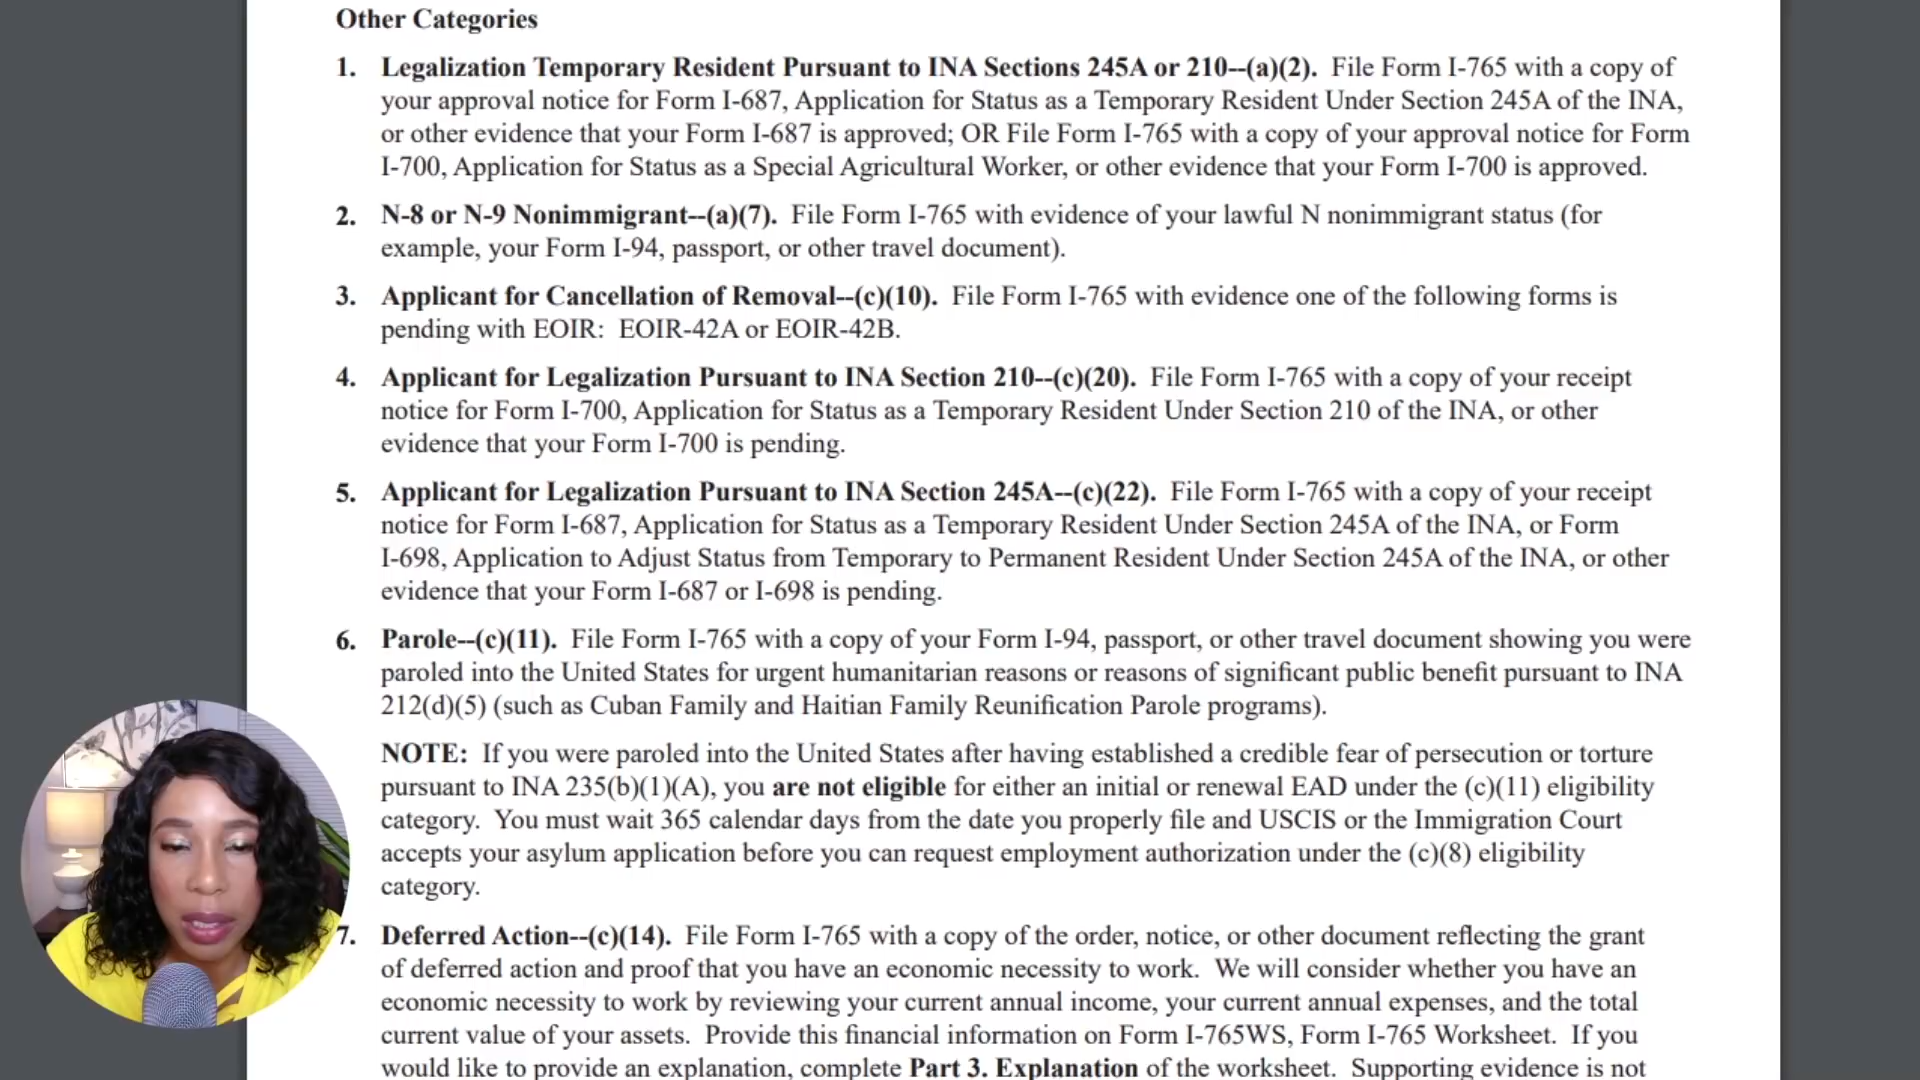 Other Categories
1. Legalization Temporary Resident Pursuant to INA Sections 245A or 210--(a)(2). File Form I-765 with a copy of
your approval notice for Form I-687, Application for Status as a Temporary Resident Under Section 245A of the INA,
or other evidence that your Form I-687 is approved; OR File Form I-765 with a copy of your approval notice for Form
I-700, Application for Status as a Special Agricultural Worker, or other evidence that your Form I-700 is approved.
2. N-8 or N-9 Nonimmigrant--(a)(7). File Form I-765 with evidence of your lawful N nonimmigrant status (for
example, your Form I-94, passport, or other travel document).
3. Applicant for Cancellation of Removal--(c)(10). File Form I-765 with evidence one of the following forms is
pending with EOIR: EOIR-42A or EOIR-42B.
4. Applicant for Legalization Pursuant to INA Section 210--(c)(20). File Form I-765 with a copy of your receipt
notice for Form I-700, Application for Status as a Temporary Resident Under Section 210 of the INA, or other
evidence that your Form I-700 is pending.
5. Applicant for Legalization Pursuant to INA Section 245A--(c)(22). File Form I-765 with a copy of your receipt
notice for Form I-687, Application for Status as a Temporary Resident Under Section 245A of the INA, or Form
I-698, Application to Adjust Status from Temporary to Permanent Resident Under Section 245A of the INA, or other
evidence that your Form I-687 or I-698 is pending.
6. Parole--(c)(11). File Form I-765 with a copy of your Form I-94, passport, or other travel document showing you were
paroled into the United States for urgent humanitarian reasons or reasons of significant public benefit pursuant to INA
212(d)(5) (such as Cuban Family and Haitian Family Reunification Parole programs).
NOTE: If you were paroled into the United States after having established a credible fear of persecution or torture
pursuant to INA 235(b)(1)(A), you are not eligible for either an initial or renewal EAD under the (c)(11) eligibility
category. You must wait 365 calendar days from the date you properly file and USCIS or the Immigration Court
accepts your asylum application before you can request employment authorization under the (c)(8) eligibility
category.
7. Deferred Action--(c)(14). File Form I-765 with a copy of the order, notice, or other document reflecting the grant
of deferred action and proof that you have an economic necessity to work. We will consider whether you have an
economic necessity to work by reviewing your current annual income, your current annual expenses, and the total
current value of your assets. Provide this financial information on Form I-765WS, Form I-765 Worksheet. If you
would like to provide an explanation, complete Part 3. Explanation of the worksheet. Supporting evidence is not